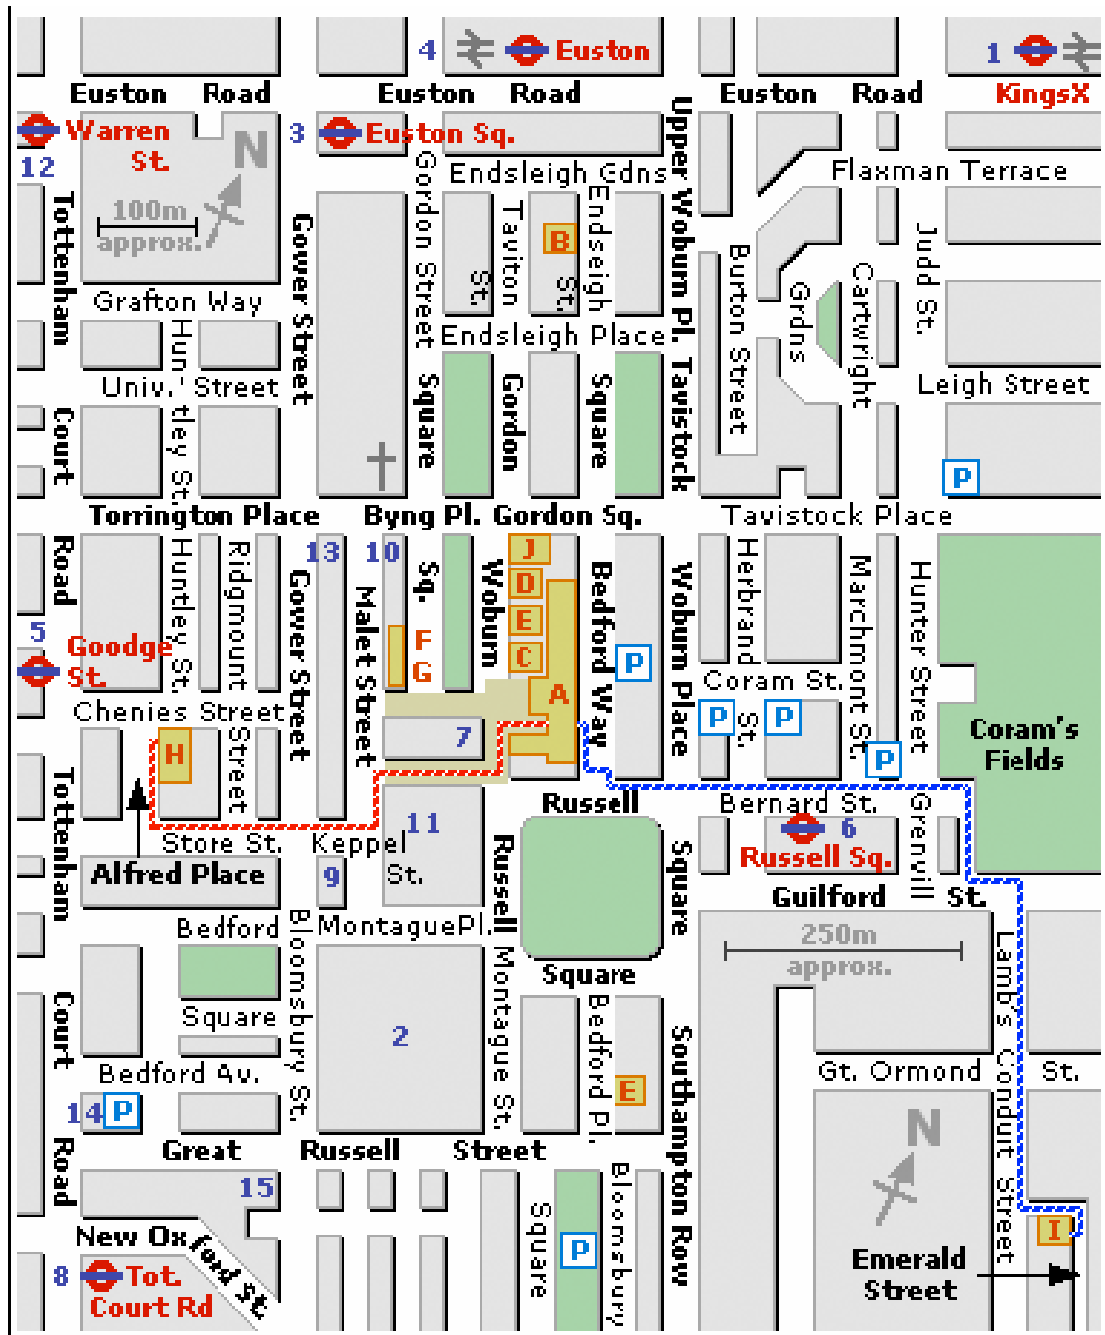 4 Euston
1
Euston Road
Euston Road
Euston Road
KingsX
Warren St.
12
N
100m approx.
3 Euston Sq.
Endsleigh Gdns
Flaxman Terrace
Tottenham
Gower Street
Gordon Street
Taviton St.
B
Endsleigh St.
Upper Woburn Pl.
Burton Street
Cartwright
Grdns
Judd St.
Grafton Way
Endsleigh Place
Huntley St.
Univ. Street
Leigh Street
Court
Square
Gordon
Square
Tavistock
P
Torrington Place
Byng Pl.
Gordon Sq.
Tavistock Place
Road
Huntley St.
Ridgmount
Street
13
Gower Street
10
Malet Street
Sq.
Woburn
J
D
E
C
A
F
G
Bedford Way
Woburn Place
Herbrand
St.
Marchmont St.
Hunter Street
5
Goodge St.
P
Coram St.
P
P
P
Coram's Fields
Chenies Street
H
7
Tottenham
Russell
Bernard St.
Grenvill
11
6
Russell Sq.
Store St.
Keppel St.
Alfred Place
9
Russell
Square
Guilford St.
Bedford
Bloomsbury St.
Montague Pl.
250m approx.
Square
Court
Square
2
Montague St.
Bedford Pl.
Southampton Row
Lamb's Conduit Street
Bedford Av.
E
Gt. Ormond St.
14
P
N
Road
Great Russell Street
15
Square
P
Bloomsbury
New Oxford St.
I
Emerald Street
8
Tot. Court Rd